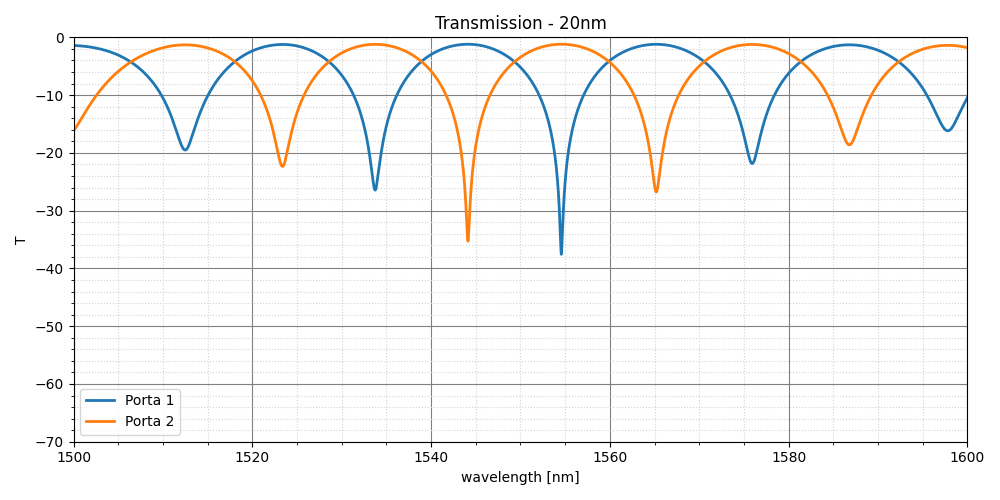 Transmission - 20nm
T
0
−10
−20
−30
−40
−50
−60
−70
Porta 1
Porta 2
1500 1520 1540 1560 1580 1600
wavelength [nm]